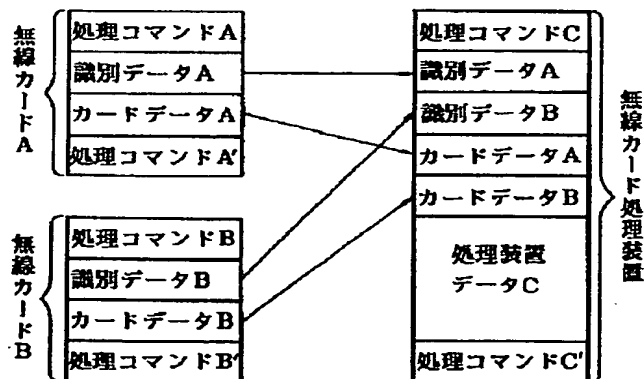 無線カードA
処理コマンドA
識別データA
カードデータA
処理コマンドA'
無線カードB
処理コマンドB
識別データB
カードデータB
処理コマンドB'
処理コマンドC
識別データA
識別データB
カードデータA
カードデータB
処理装置
データC
処理コマンドC'
無線カード処理装置